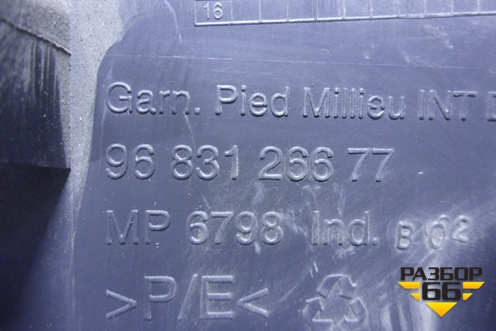 16
Garn. Pied Millieu INT
96 831 266 77
MP 6798 Ind. B 02
>P/E<
РАЗБОР
66